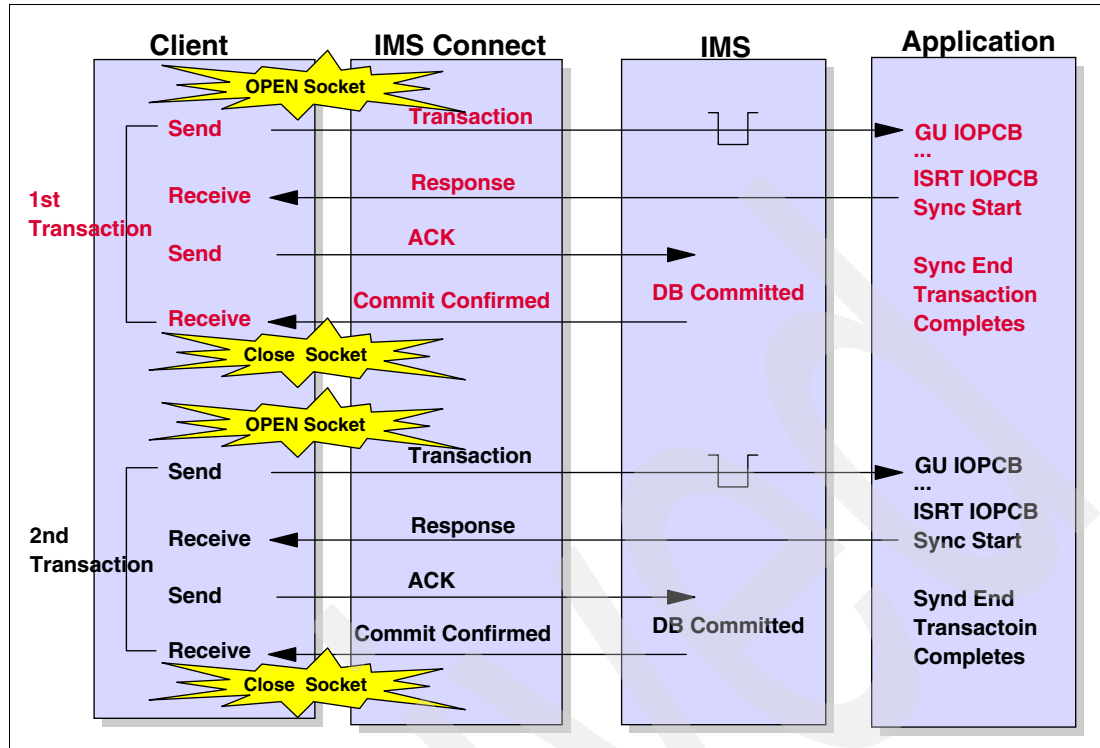 Client
IMS Connect
IMS
Application
OPEN Socket
Send
Transaction
GU IOPCB
...
ISRT IOPCB
Sync Start
Response
Receive
1st
Transaction
Send
ACK
Sync End
Transaction
Completes
DB Committed
Commit Confirmed
Receive
Close Socket
OPEN Socket
Send
Transaction
GU IOPCB
...
ISRT IOPCB
Sync Start
Response
Receive
2nd
Transaction
Send
ACK
Synd End
Transactoin
Completes
DB Committed
Commit Confirmed
Receive
Close Socket